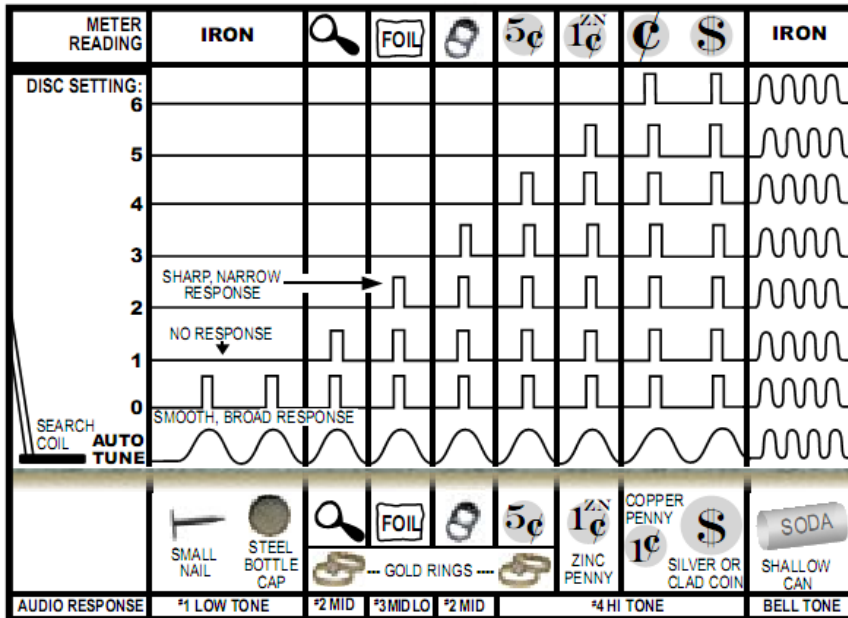 METER READING
IRON
FOIL
5¢
1¢ ZN
¢
$
IRON
DISC SETTING:
6
5
4
3
SHARP, NARROW
RESPONSE
2
NO RESPONSE
1
0
SMOOTH, BROAD RESPONSE
SEARCH
COIL
AUTO
TUNE
SMALL
NAIL
STEEL
BOTTLE
CAP
FOIL
5¢
--- GOLD RINGS ----
1¢ ZN
ZINC
PENNY
COPPER
PENNY
1¢
$
SILVER OR
CLAD COIN
SODA
SHALLOW
CAN
AUDIO RESPONSE
#1 LOW TONE
#2 MID
#3 MID LO
#2 MID
#4 HI TONE
BELL TONE